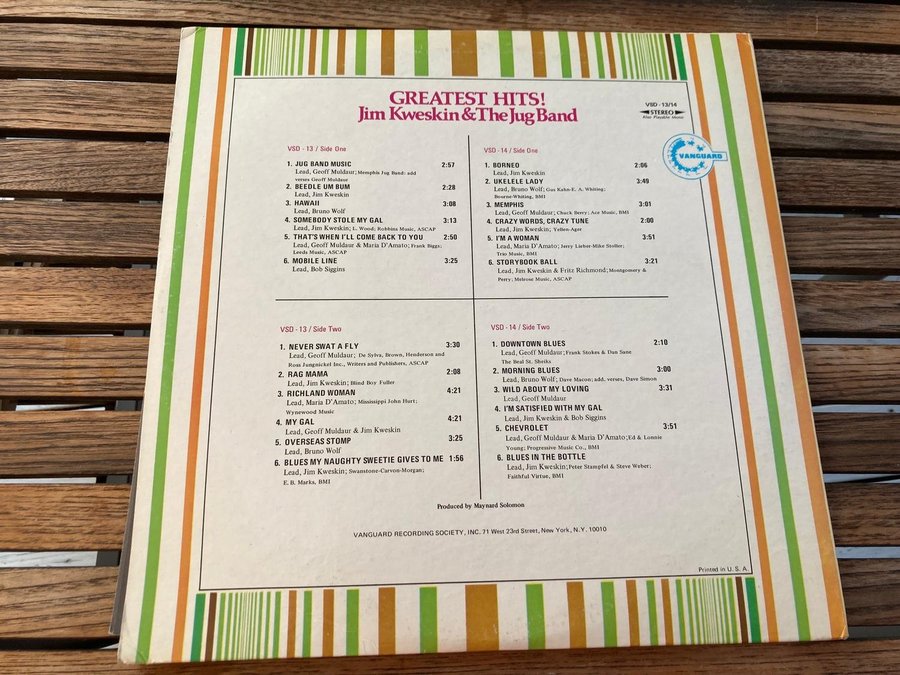 GREATEST HITS!
Jim Kweskin & The Jug Band
VSD - 13/14
STEREO
Also Playable Mono
VANGUARD
VSD - 13 / Side One
1. JUG BAND MUSIC 2:57
Lead, Geoff Muldaur; Memphis Jug Band: add
verses Geoff Muldaur
2. BEEDLE UM BUM 2:28
Lead, Jim Kweskin
3. HAWAII 3:08
Lead, Bruno Wolf
4. SOMEBODY STOLE MY GAL 3:13
Lead, Jim Kweskin; L. Wood; Robbins Music, ASCAP
5. THAT'S WHEN I'LL COME BACK TO YOU 2:50
Lead, Geoff Muldaur & Maria D'Amato; Frank Biggs;
Leeds Music, ASCAP
6. MOBILE LINE 3:25
Lead, Bob Siggins
VSD - 14 / Side One
1. BORNEO 2:06
Lead, Jim Kweskin
2. UKELELE LADY 3:49
Lead, Bruno Wolf; Gus Kahn-E. A. Whiting;
Bourne-Whiting, BMI
3. MEMPHIS 3:01
Lead, Geoff Muldaur; Chuck Berry; Ace Music, BMI
4. CRAZY WORDS, CRAZY TUNE 2:00
Lead, Jim Kweskin; Yellen-Ager
5. I'M A WOMAN 3:51
Lead, Maria D'Amato; Jerry Lieber-Mike Stoller;
Trio Music, BMI
6. STORYBOOK BALL 3:21
Lead, Jim Kweskin & Fritz Richmond; Montgomery &
Perry; Melrose Music, ASCAP
VSD - 13 / Side Two
1. NEVER SWAT A FLY 3:30
Lead, Geoff Muldaur; De Sylva, Brown, Henderson and
Ross Jungnickel Inc., Writers and Publishers, ASCAP
2. RAG MAMA 2:08
Lead, Jim Kweskin; Blind Boy Fuller
3. RICHLAND WOMAN 4:21
Lead, Maria D'Amato; Mississippi John Hurt;
Wynewood Music
4. MY GAL 4:21
Lead, Geoff Muldaur & Jim Kweskin
5. OVERSEAS STOMP 3:25
Lead, Bruno Wolf
6. BLUES MY NAUGHTY SWEETIE GIVES TO ME 1:56
Lead, Jim Kweskin; Swanstone-Carvon-Morgan;
E. B. Marks, BMI
VSD - 14 / Side Two
1. DOWNTOWN BLUES 2:10
Lead, Geoff Muldaur; Frank Stokes & Dan Sane
The Beal St. Sheiks
2. MORNING BLUES 3:00
Lead, Bruno Wolf; Dave Macon; add. verses, Dave Simon
3. WILD ABOUT MY LOVING 3:31
Lead, Geoff Muldaur
4. I'M SATISFIED WITH MY GAL
Lead, Jim Kweskin & Bob Siggins
5. CHEVROLET 3:51
Lead, Geoff Muldaur & Maria D'Amato; Ed & Lonnie
Young; Progressive Music Co., BMI
6. BLUES IN THE BOTTLE
Lead, Jim Kweskin; Peter Stampfel & Steve Weber;
Faithful Virtue, BMI
Produced by Maynard Solomon
VANGUARD RECORDING SOCIETY, INC. 71 West 23rd Street, New York, N.Y. 10010
Printed in U. S. A.